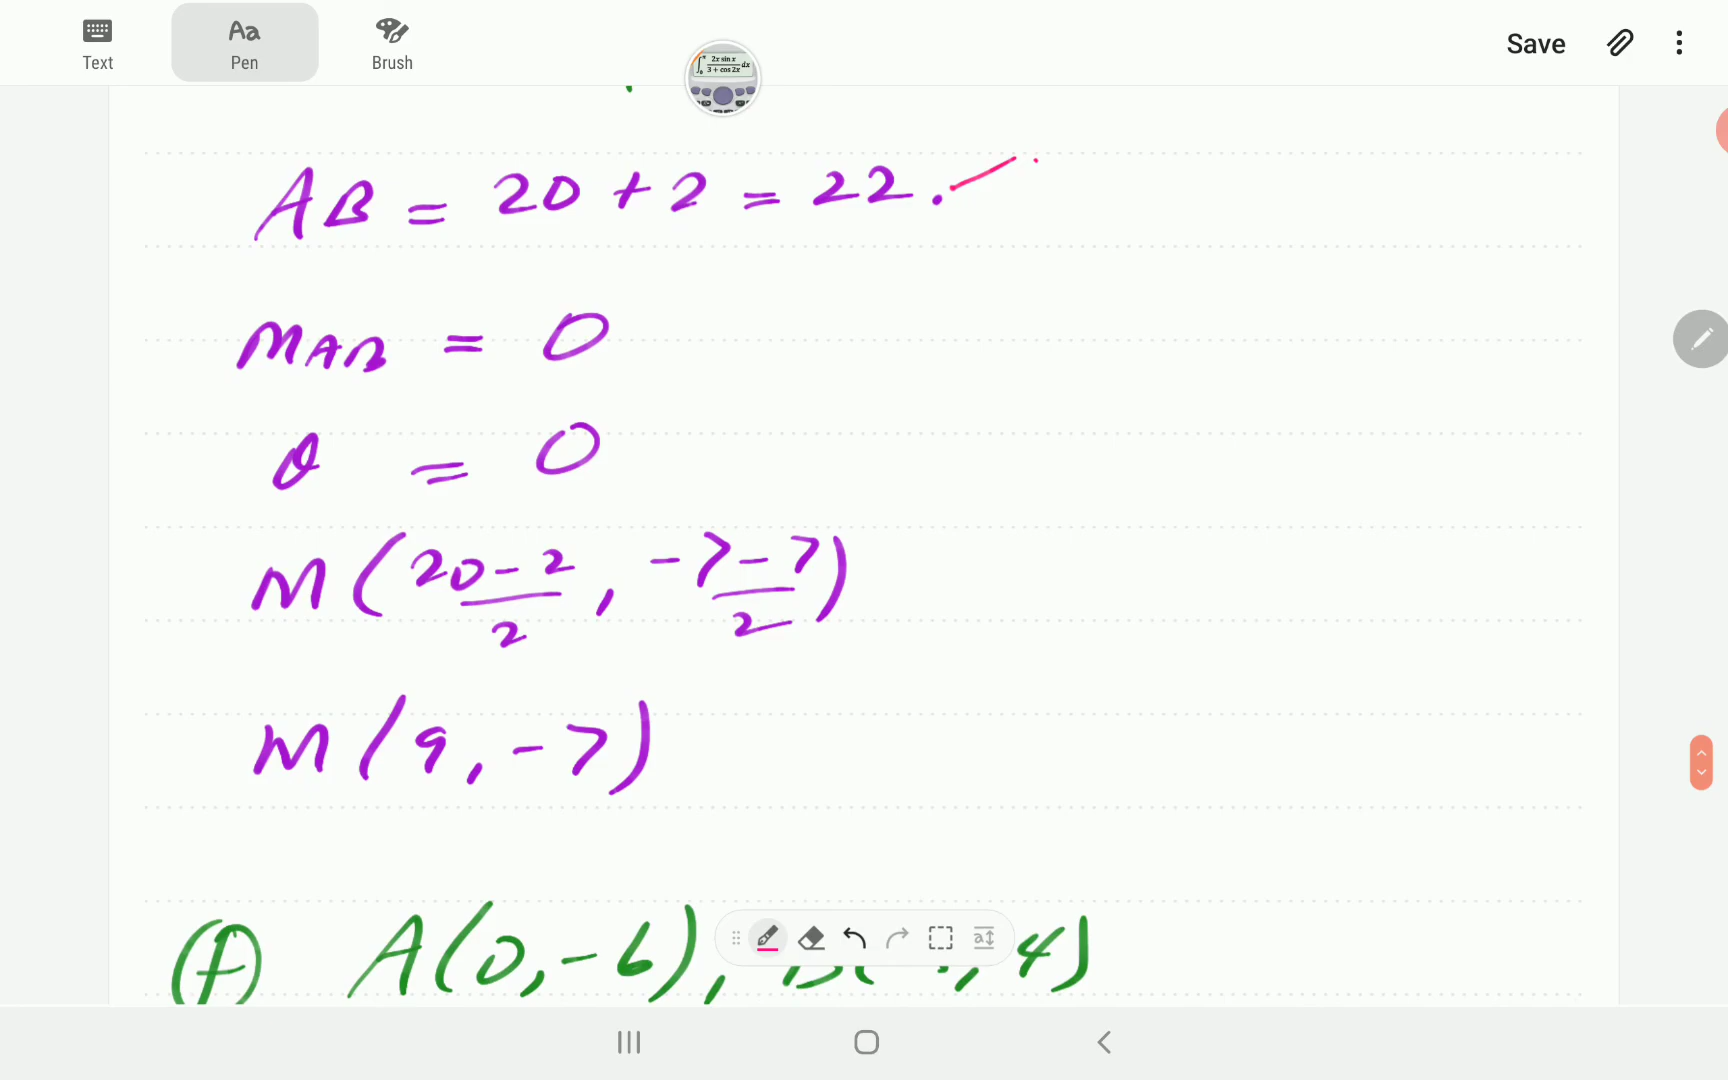 Text Pen Brush Save
AB = 20 + 2 = 22.
m_AB = 0
θ = 0
M(20-2/2, -7-7/2)
M(9, -7)
(f) A(0, -6), B( , 4)